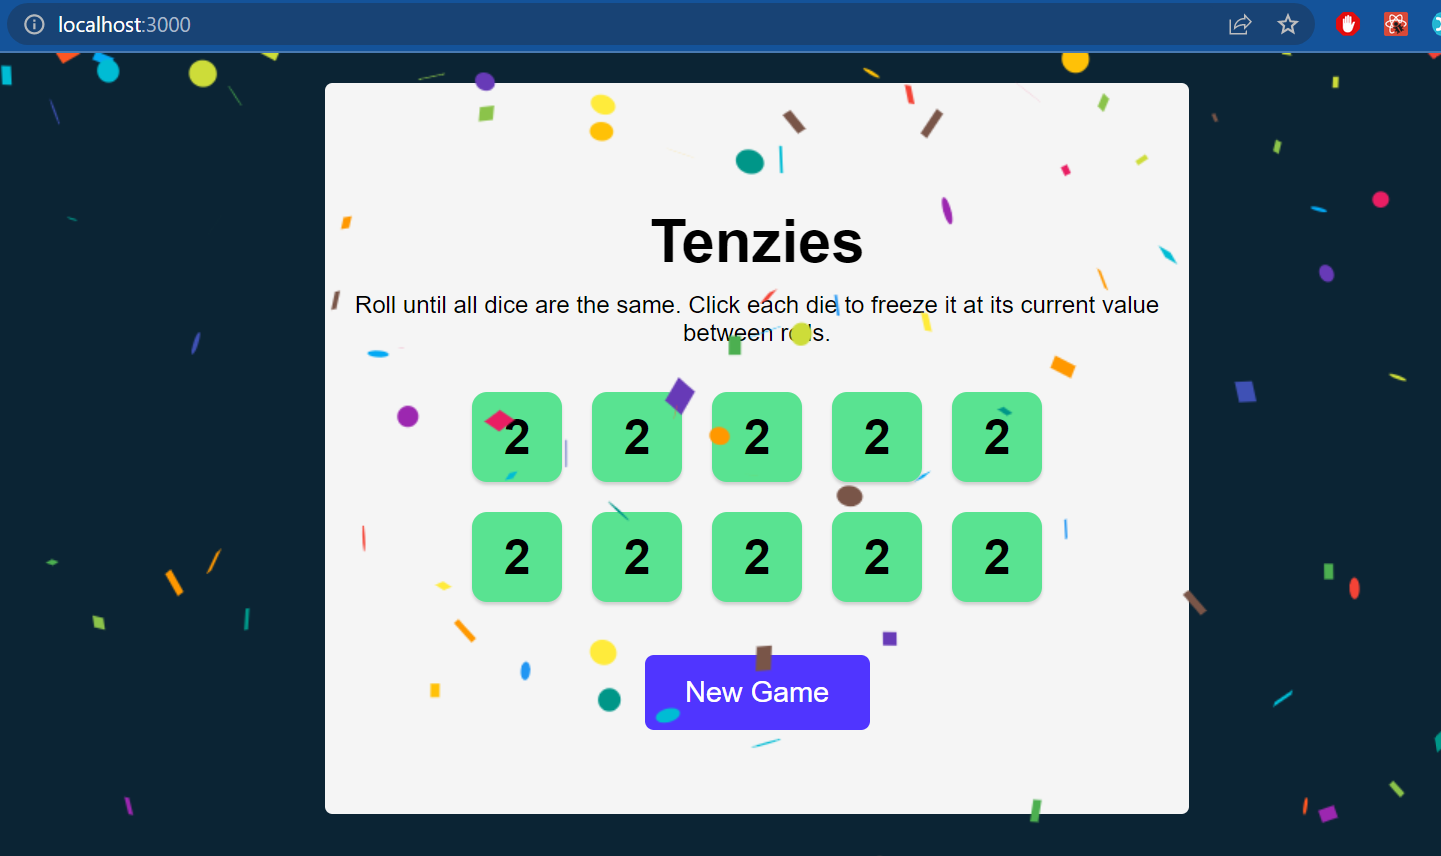 localhost:3000
Tenzies
Roll until all dice are the same. Click each die to freeze it at its current value
between rolls.
2 2 2 2 2
2 2 2 2 2
New Game